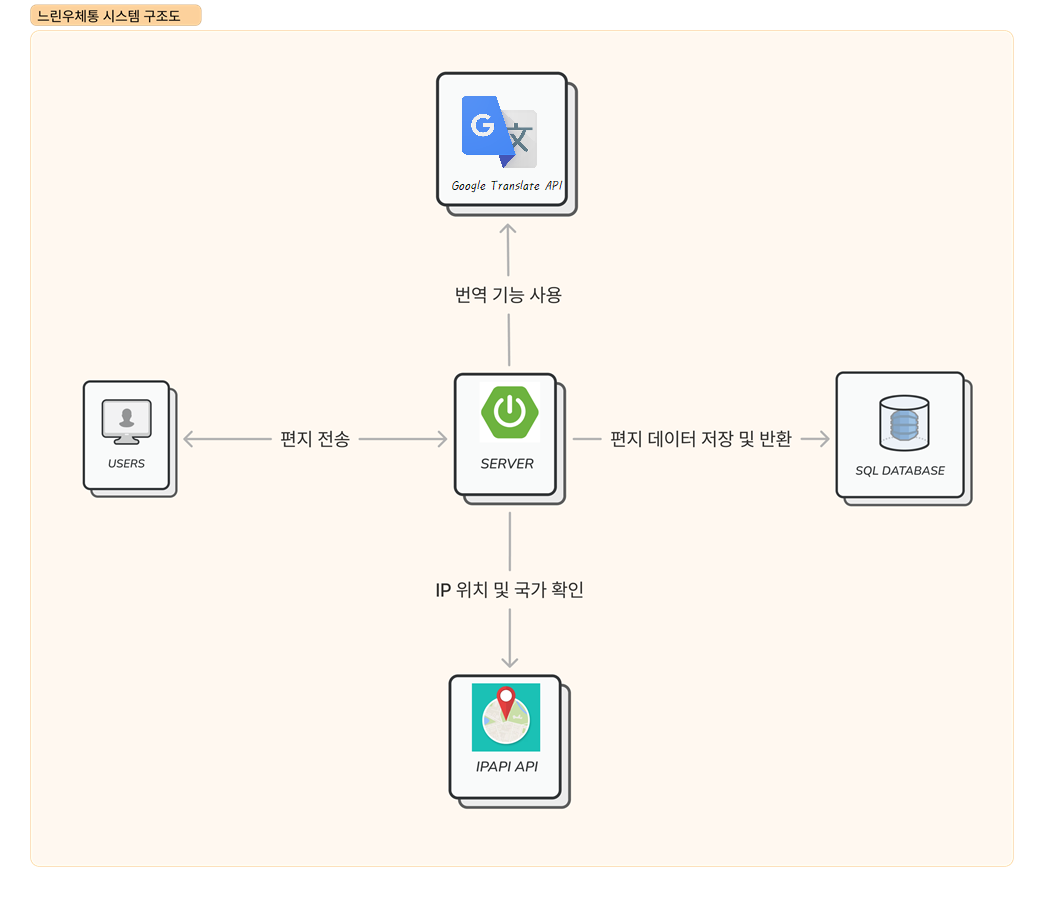 느린우체통 시스템 구조도
G 文
Google Translate API
번역 기능 사용
USERS
편지 전송
SERVER
편지 데이터 저장 및 반환
SQL DATABASE
IP 위치 및 국가 확인
IPAPI API